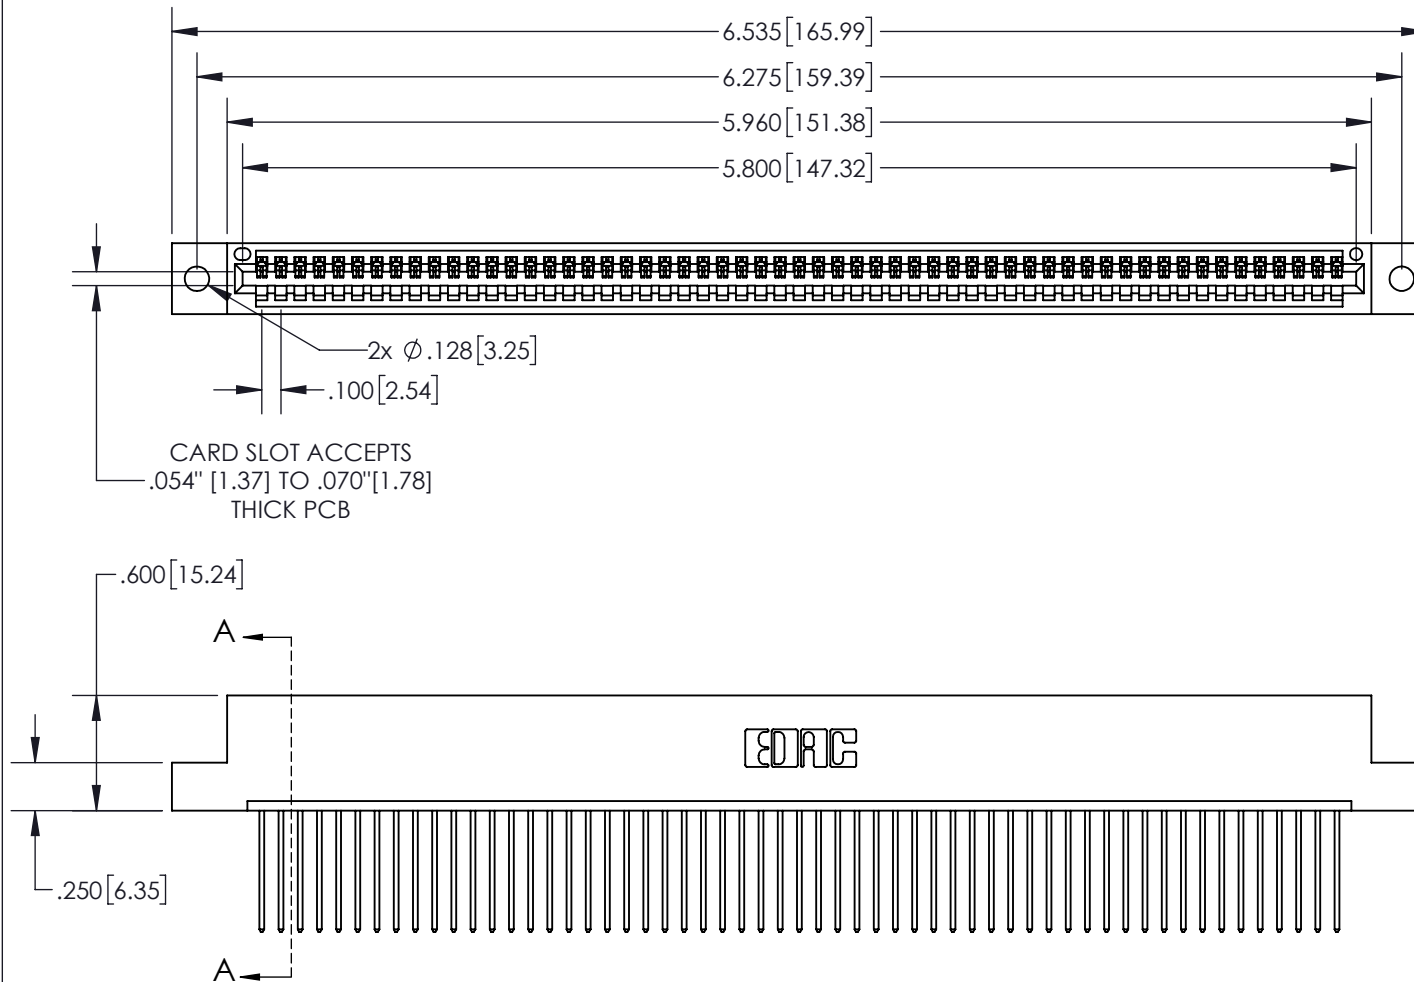 6.535[165.99]
6.275[159.39]
5.960[151.38]
5.800[147.32]
2x Ø.128[3.25]
.100[2.54]
CARD SLOT ACCEPTS
.054" [1.37] TO .070"[1.78]
THICK PCB
.600[15.24]
A
EDAC
.250[6.35]
A